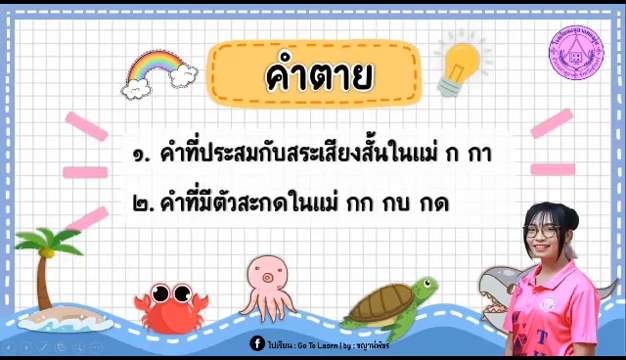 คำตาย
๑. คำที่ประสมกับสระเสียงสั้นในแม่ ก กา
๒. คำที่มีตัวสะกดในแม่ กก กบ กด
ไปเรียน : Go To Learn | by : ชญาน์พัชร์